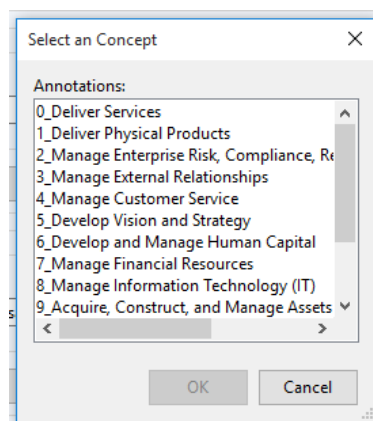 Select an Concept
Annotations:
0_Deliver Services
1_Deliver Physical Products
2_Manage Enterprise Risk, Compliance, Re
3_Manage External Relationships
4_Manage Customer Service
5_Develop Vision and Strategy
6_Develop and Manage Human Capital
7_Manage Financial Resources
8_Manage Information Technology (IT)
9_Acquire, Construct, and Manage Assets
OK Cancel